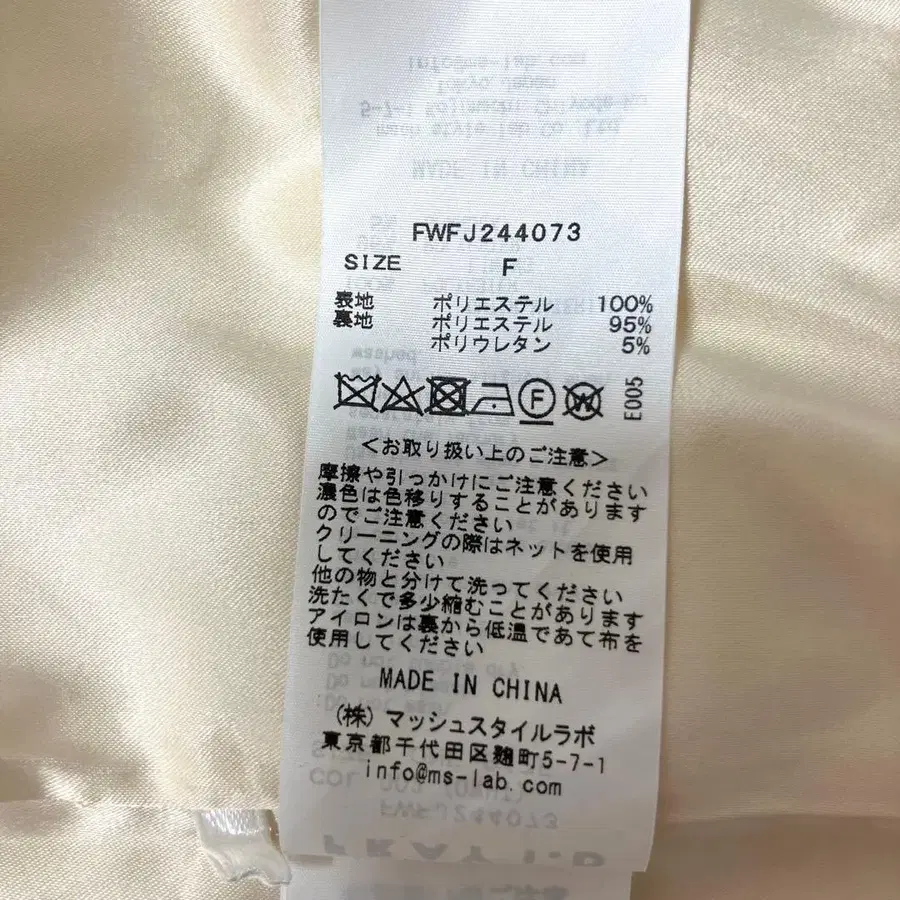 FWFJ244073
SIZE F
表地 ポリエステル 100%
裏地 ポリエステル 95%
ポリウレタン 5%
F W E005
<お取り扱い上のご注意>
摩擦や引っかけにご注意ください
濃色は色移りすることがあります
のでご注意ください
クリーニングの際はネットを使用
してください
他の物と分けて洗ってください
洗たくで多少縮むことがあります
アイロンは裏から低温であて布を
使用してください
MADE IN CHINA
(株)マッシュスタイルラボ
東京都千代田区麹町5-7-1
info@ms-lab.com